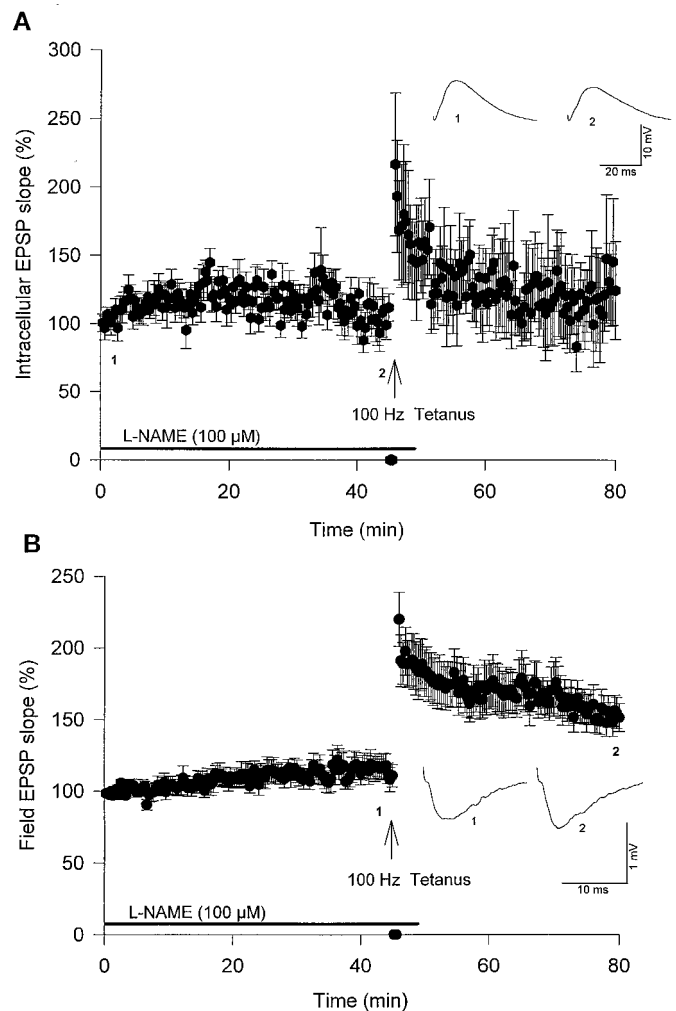 A
300
250
200
150
100
50
0
Intracellular EPSP slope (%)
1
2
10 mV
20 ms
1
2
100 Hz Tetanus
L-NAME (100 µM)
0 20 40 60 80
Time (min)
B
250
200
150
100
50
0
Field EPSP slope (%)
2
1
1
2
1 mV
10 ms
100 Hz Tetanus
L-NAME (100 µM)
0 20 40 60 80
Time (min)